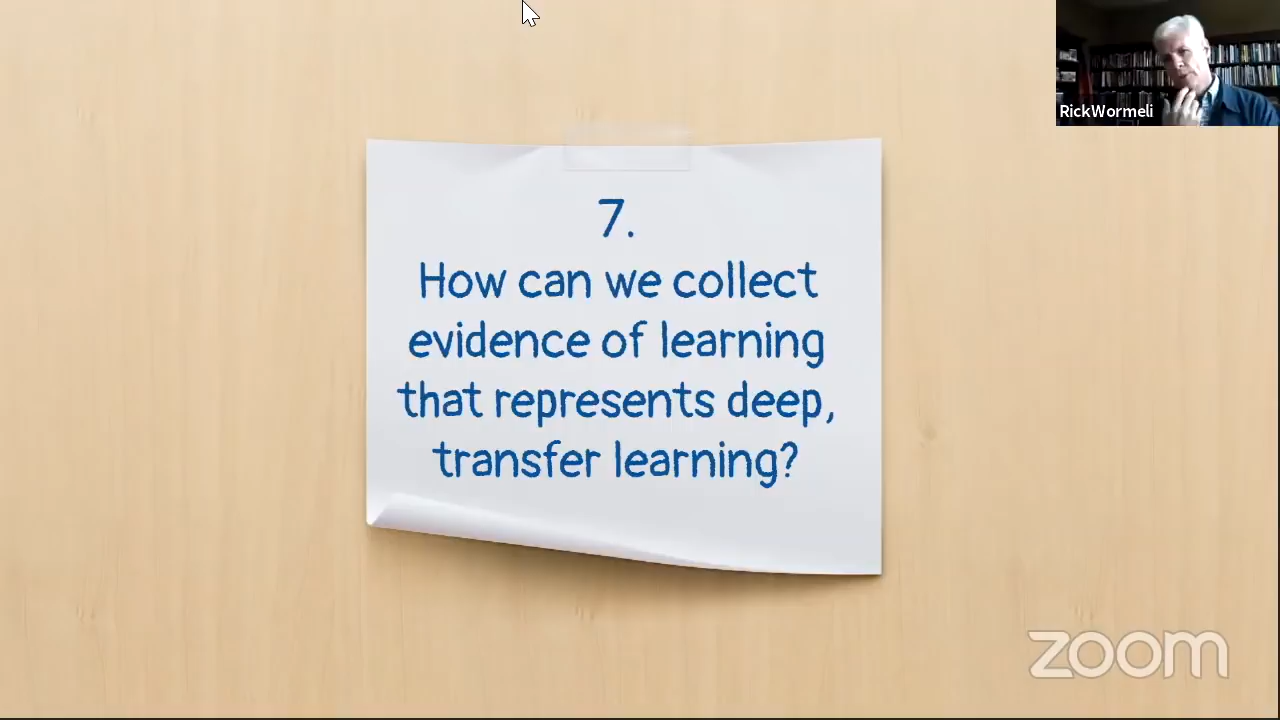 RickWormeli
7.
How can we collect
evidence of learning
that represents deep,
transfer learning?
zoom